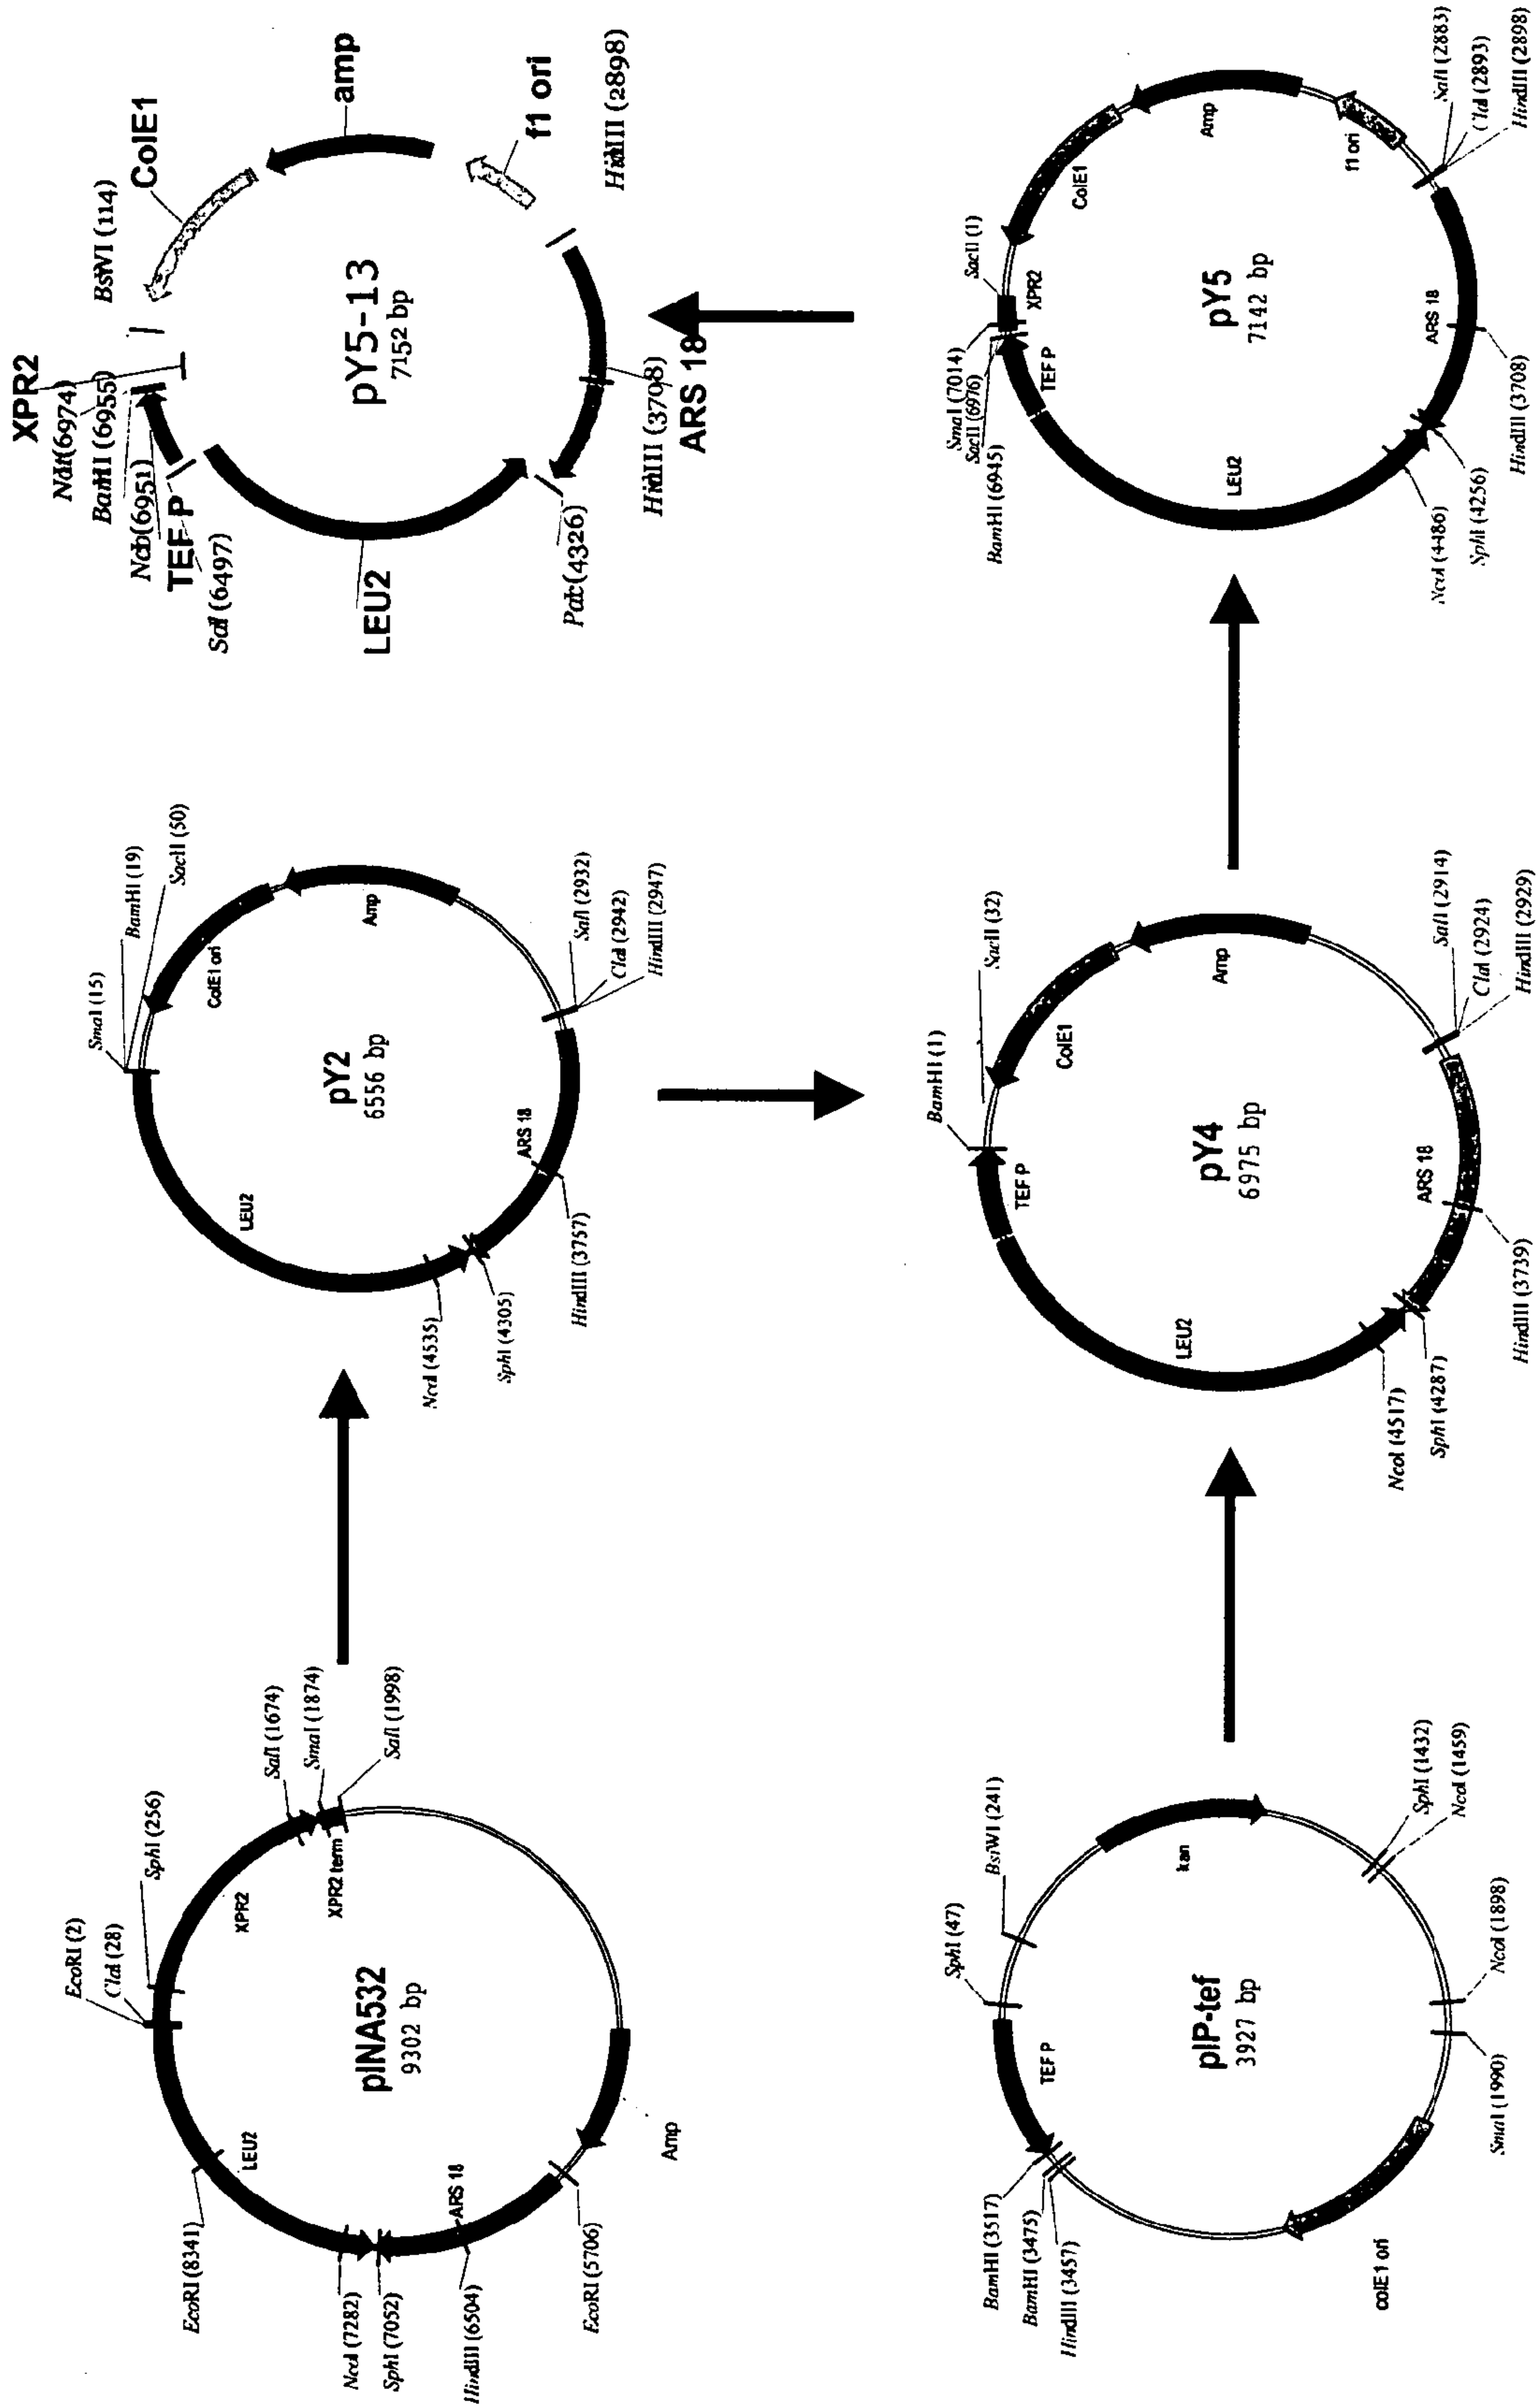 pINA532
9302 bp
EcoRI (2)
ClaI (28)
SphI (256)
XPR2
SalI (1674)
SmaI (1874)
XPR2 term
SalI (1998)
Amp
EcoRI (5706)
ARS 18
HindIII (6504)
SphI (7052)
NcoI (7282)
LEU2
EcoRI (8341)
pY2
6556 bp
SmaI (15)
BamHI (19)
SacII (50)
ColE1 ori
Amp
SalI (2932)
ClaI (2942)
HindIII (2947)
ARS 18
HindIII (3757)
SphI (4305)
NcoI (4535)
LEU2
pY5-13
7152 bp
XPR2
NdeI(6974)
BamHI (6955)
NcoI(6951)
TEF P
SalI (6497)
BsiWI (114)
ColE1
amp
f1 ori
HindIII (2898)
ARS 18
HindIII (3708)
PacI(4326)
LEU2
pIP-tef
3927 bp
SphI (47)
BsiWI (241)
kan
SphI (1432)
NcoI (1459)
NcoI (1898)
SmaI (1990)
colE1 ori
HindIII (3457)
BamHI (3475)
BamHI (3517)
TEF P
pY4
6975 bp
BamHI (1)
SacII (32)
ColE1
Amp
SalI (2914)
ClaI (2924)
HindIII (2929)
ARS 18
HindIII (3739)
SphI (4287)
NcoI (4517)
LEU2
TEF P
pY5
7142 bp
SacII (1)
XPR2
ColE1
Amp
f1 ori
SalI (2883)
ClaI (2893)
HindIII (2898)
ARS 18
HindIII (3708)
SphI (4256)
NcoI (4486)
LEU2
TEF P
BamHI (6945)
SacII (6976)
SmaI (7014)